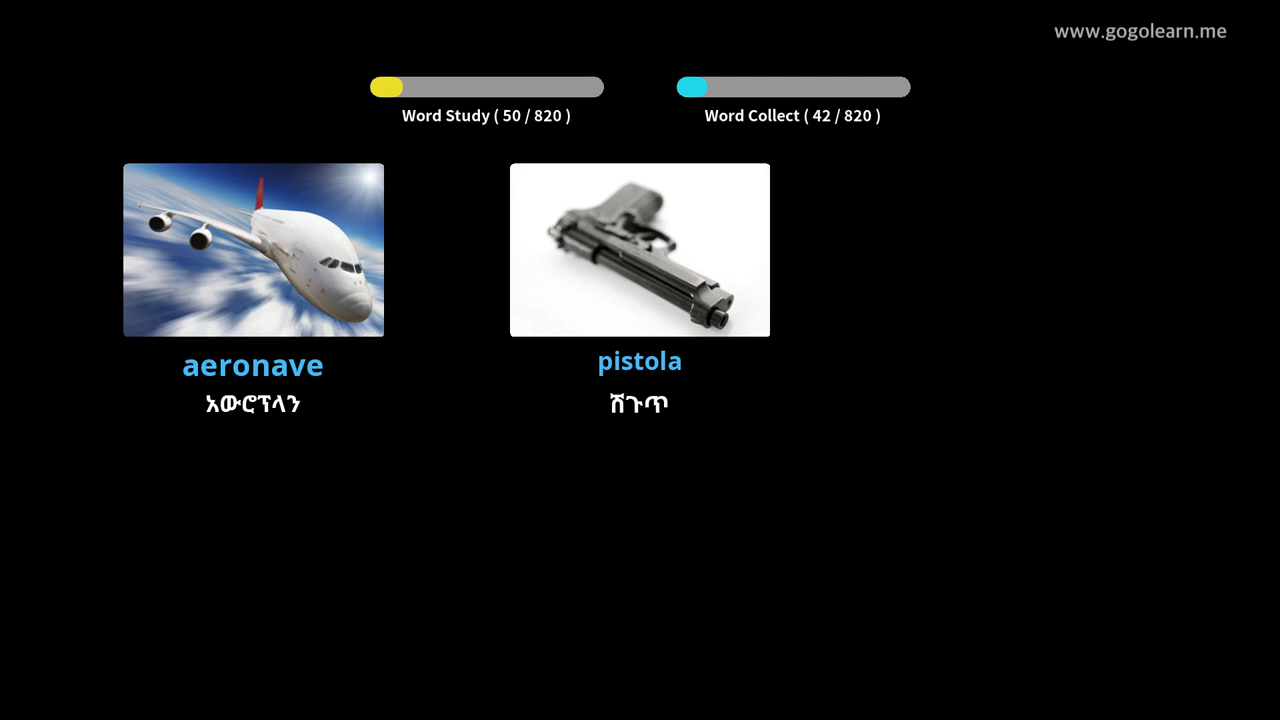 www.gogolearn.me
Word Study ( 50 / 820 )
Word Collect ( 42 / 820 )
aeronave
pistola
አውሮፕላን
ሽጉጥ